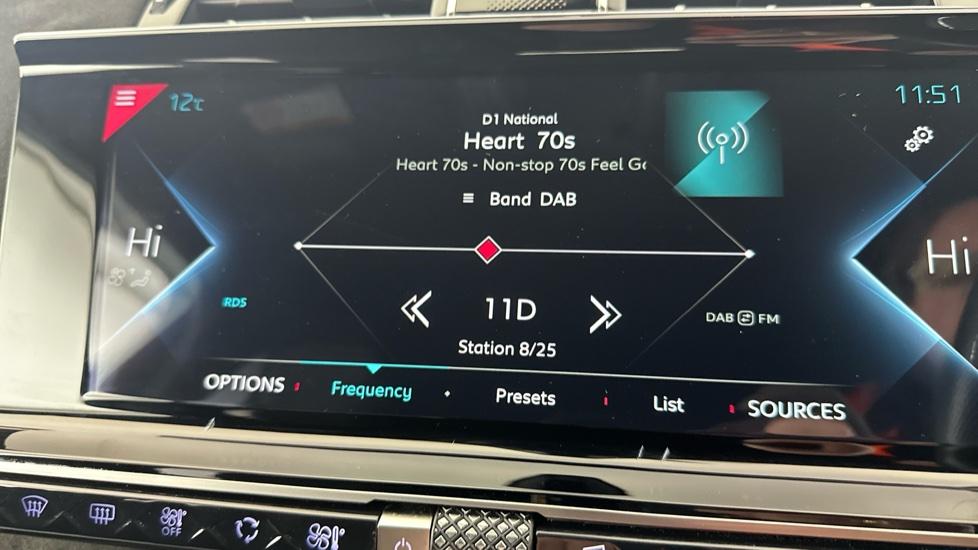 12℃
11:51
D1 National
Heart 70s
Heart 70s - Non-stop 70s Feel G
Band DAB
Hi
Hi
RDS
11D
DAB FM
Station 8/25
OPTIONS Frequency Presets List SOURCES
OFF